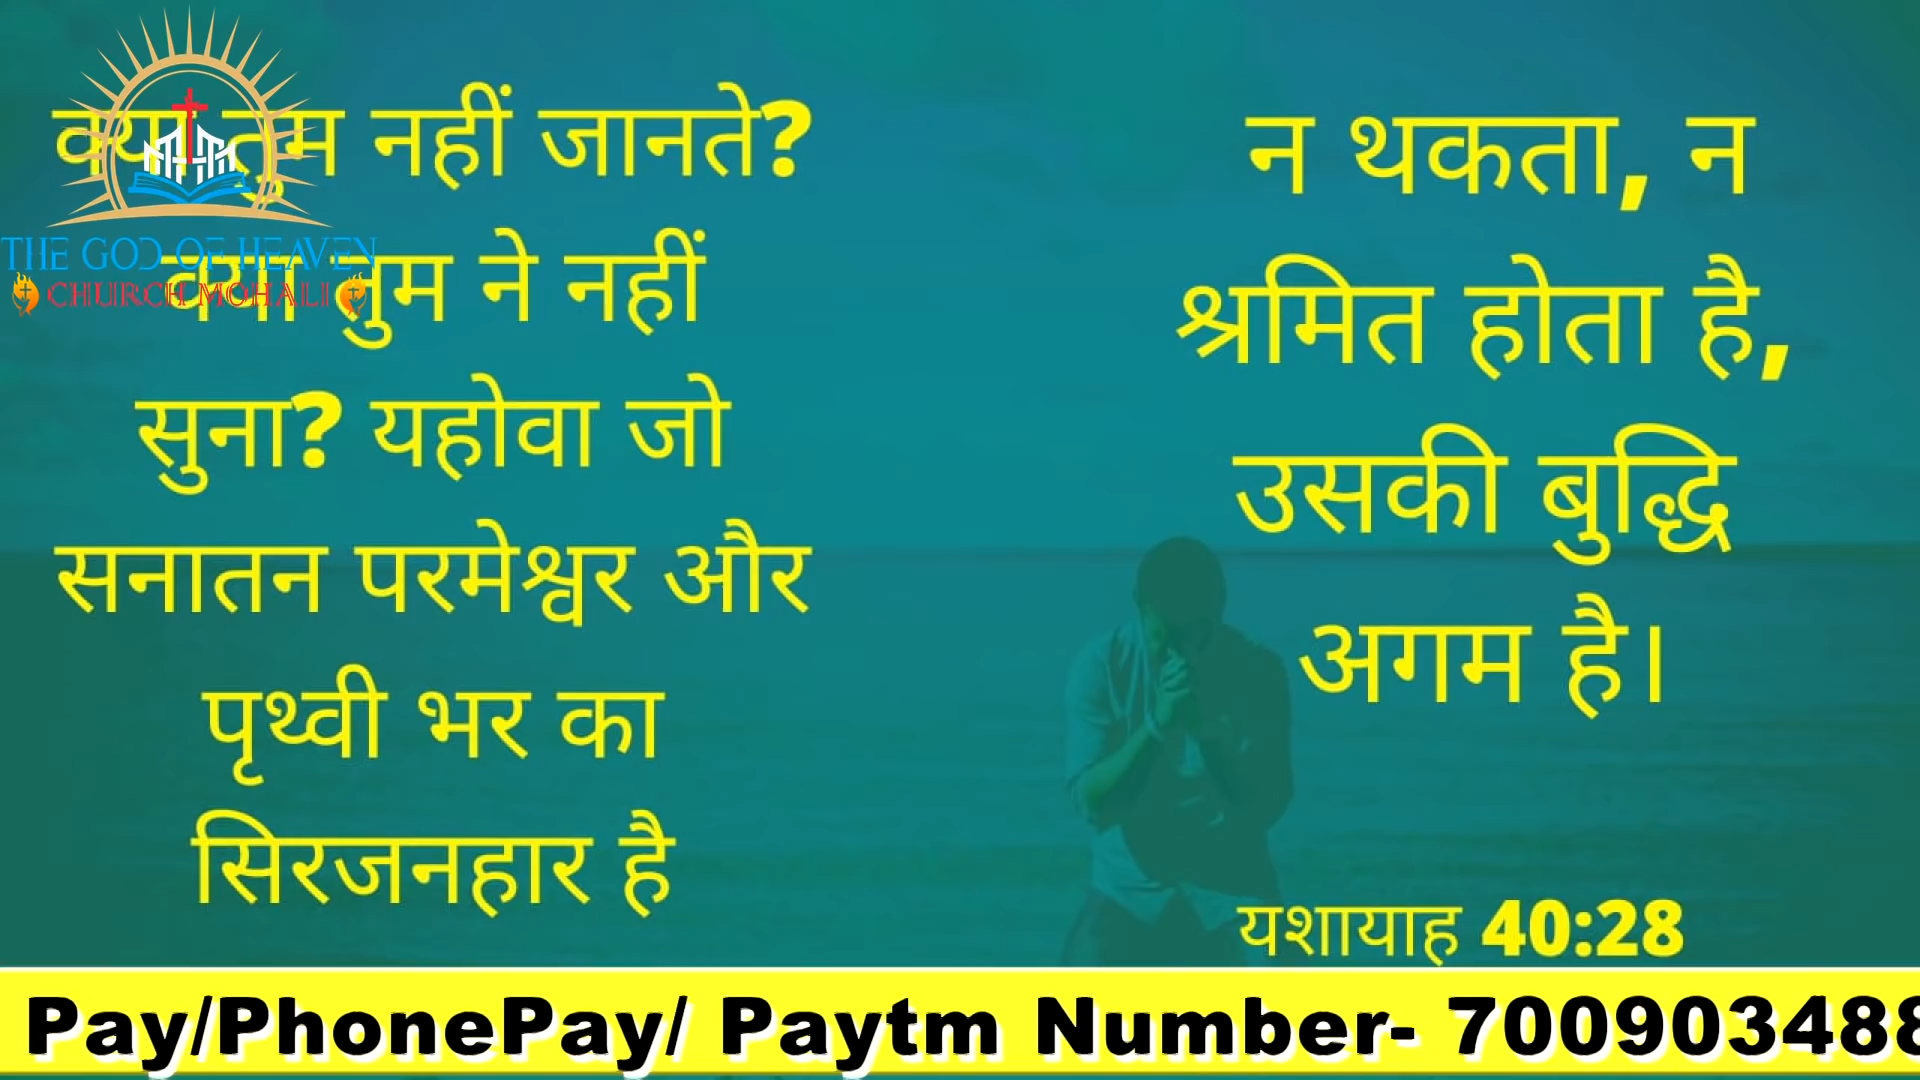 THE GOD OF HEAVEN
CHURCH MOHALI
क्या तुम नहीं जानते?
क्या तुम ने नहीं
सुना? यहोवा जो
सनातन परमेश्वर और
पृथ्वी भर का
सिरजनहार है
न थकता, न
श्रमित होता है,
उसकी बुद्धि
अगम है।
यशायाह 40:28
Pay/PhonePay/ Paytm Number- 700903488